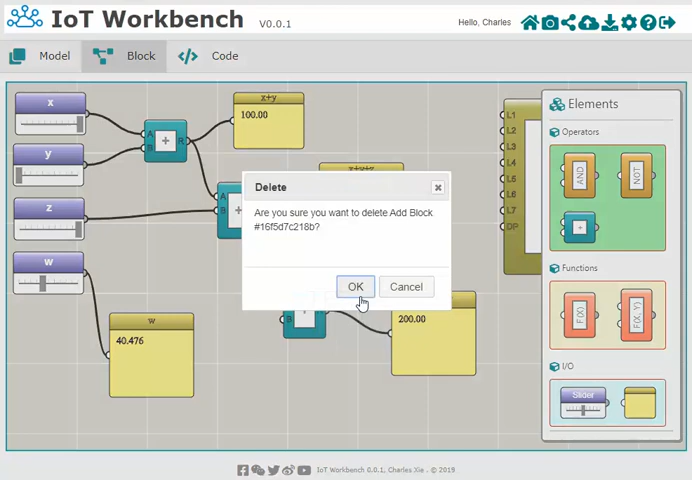 IoT Workbench V0.0.1
Hello, Charles
Model
Block
Code
x
y
z
w
A
B
R
x+y
100.00
x+y+z
A
B
Delete
Are you sure you want to delete Add Block
#16f5d7c218b?
OK
Cancel
B
200.00
w
40.476
L1
L2
L3
L4
L5
L6
L7
DP
Elements
Operators
AND
NOT
+
Functions
F(X)
F(X, Y)
I/O
Slider
IoT Workbench 0.0.1, Charles Xie . © 2019